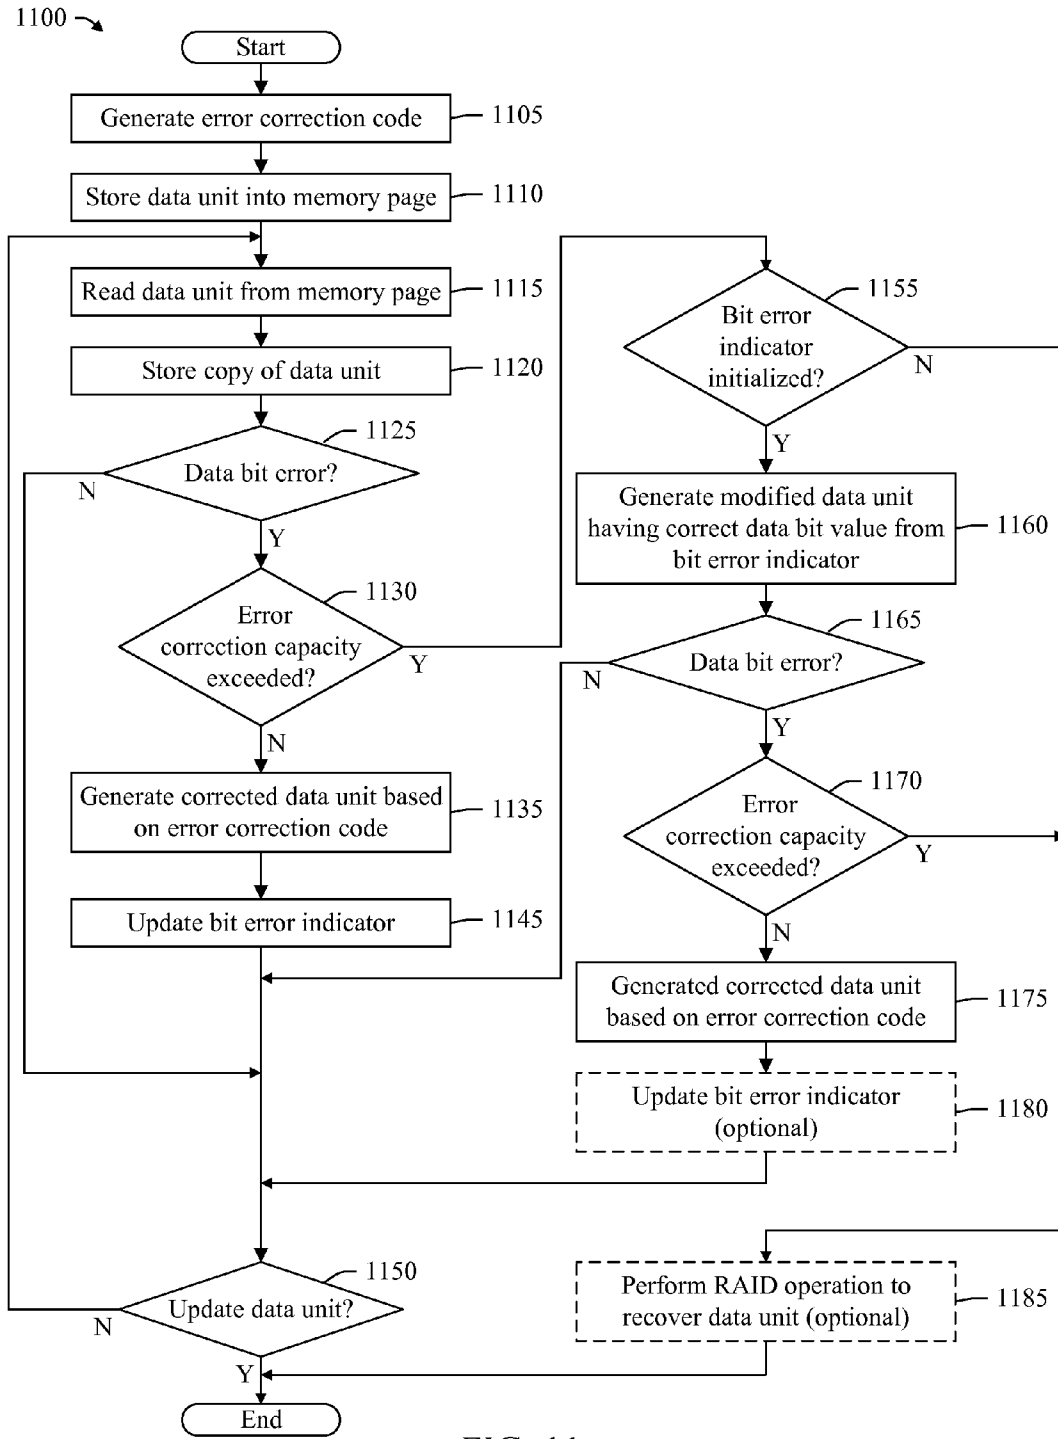 1100
Start
Generate error correction code
1105
Store data unit into memory page
1110
Read data unit from memory page
1115
Store copy of data unit
1120
1125
Data bit error?
N
Y
1130
Error
correction capacity
exceeded?
Y
N
Generate corrected data unit based
on error correction code
1135
Update bit error indicator
1145
1150
Update data unit?
N
Y
End
1155
Bit error
indicator
initialized?
N
Y
Generate modified data unit
having correct data bit value from
bit error indicator
1160
1165
Data bit error?
N
Y
1170
Error
correction capacity
exceeded?
Y
N
Generated corrected data unit
based on error correction code
1175
Update bit error indicator
(optional)
1180
Perform RAID operation to
recover data unit (optional)
1185